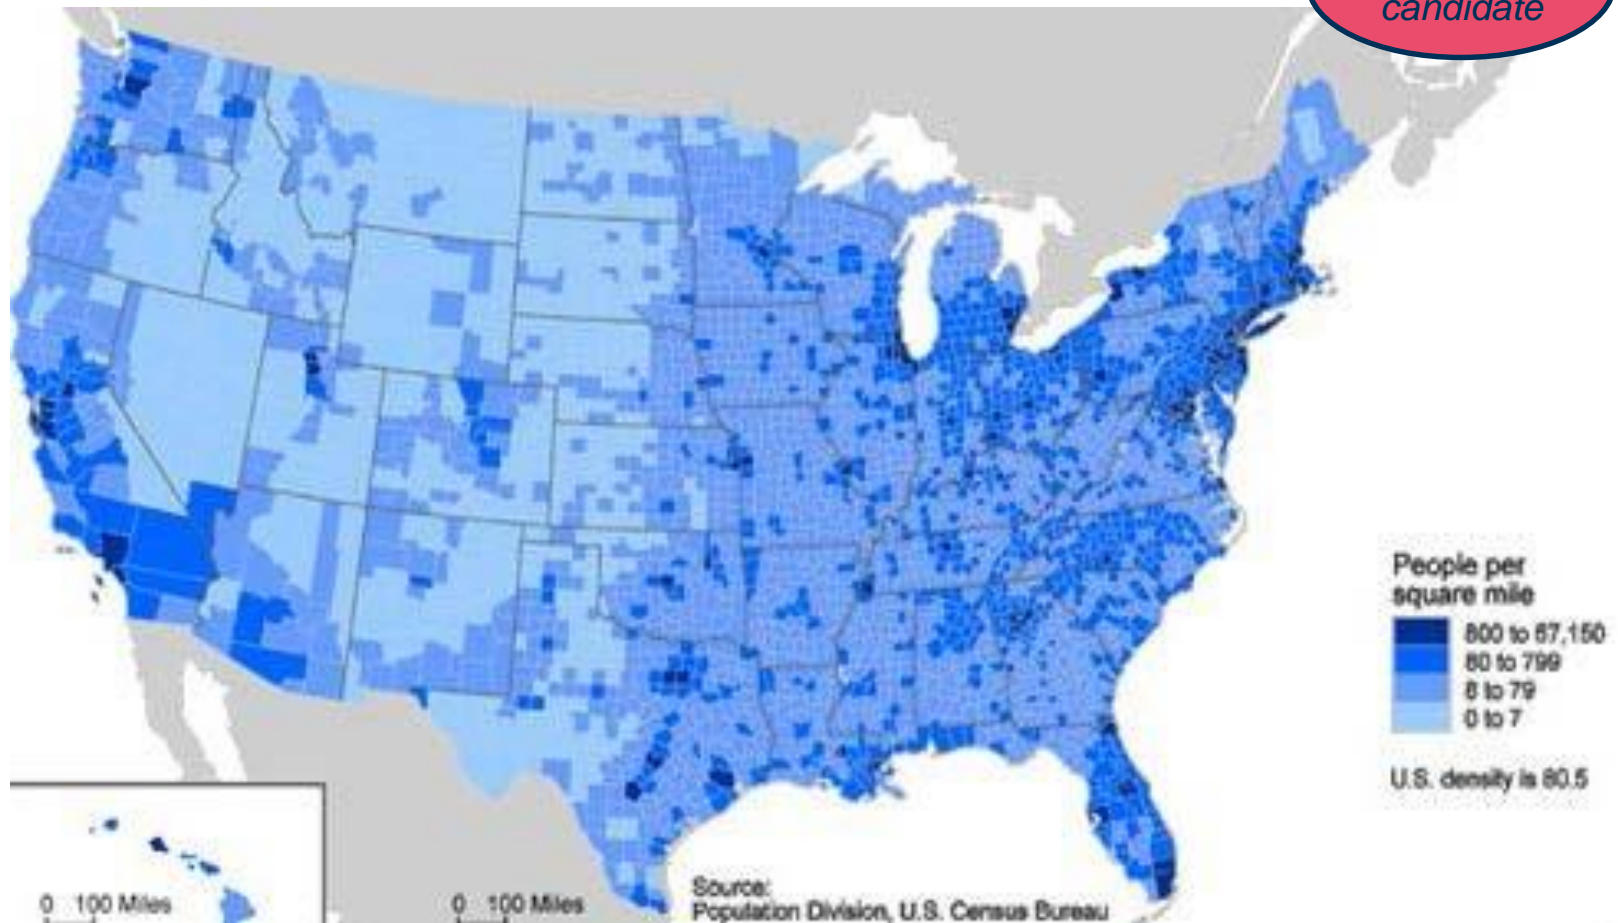 candidate
People per
square mile
800 to 67,150
80 to 799
8 to 79
0 to 7
U.S. density is 80.5
0 100 Miles
0 100 Miles
Source:
Population Division, U.S. Census Bureau